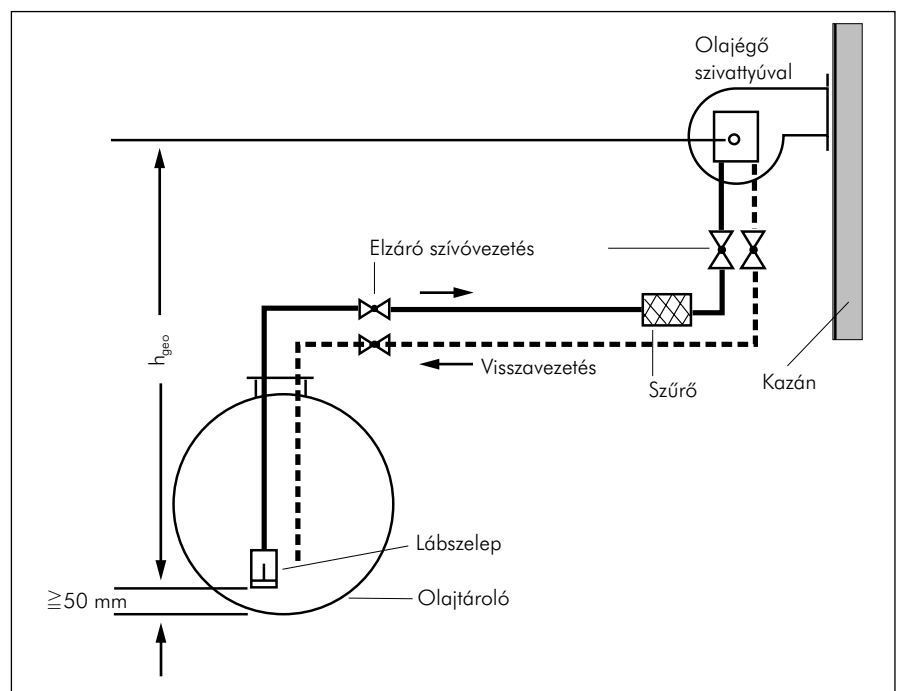 Olajégő
szivattyúval
Elzáró szívóvezetés
h_geo
Visszavezetés
Szűrő
Kazán
Lábszelep
≧50 mm
Olajtároló